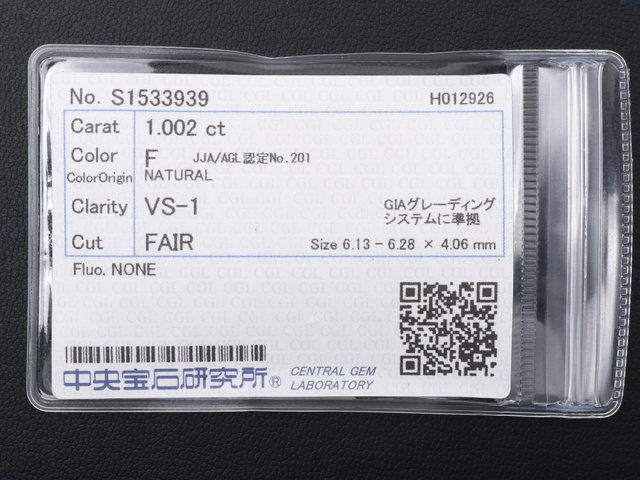 No. S1533939 H012926
Carat 1.002 ct
Color F JJA/AGL認定No.201
ColorOrigin NATURAL
Clarity VS-1 GIAグレーディング
システムに準拠
Cut FAIR Size 6.13 - 6.28 × 4.06 mm
Fluo. NONE
中央宝石研究所® CENTRAL GEM
LABORATORY